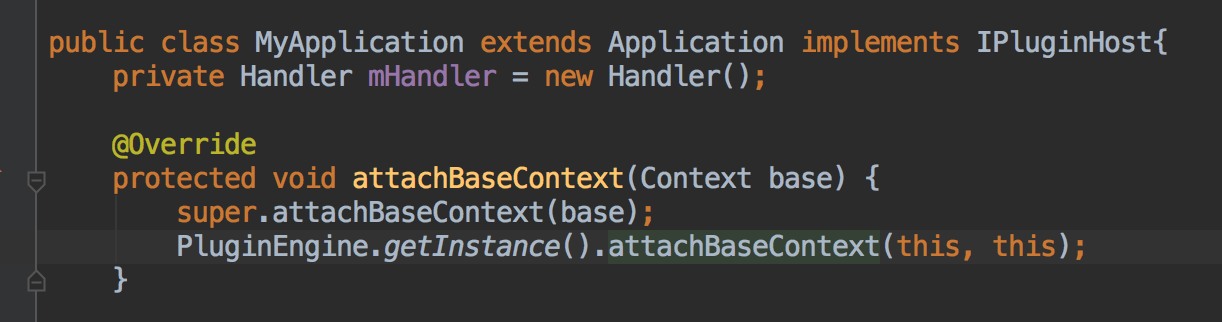 public class MyApplication extends Application implements IPluginHost{
    private Handler mHandler = new Handler();

    @Override
    protected void attachBaseContext(Context base) {
        super.attachBaseContext(base);
        PluginEngine.getInstance().attachBaseContext(this, this);
    }